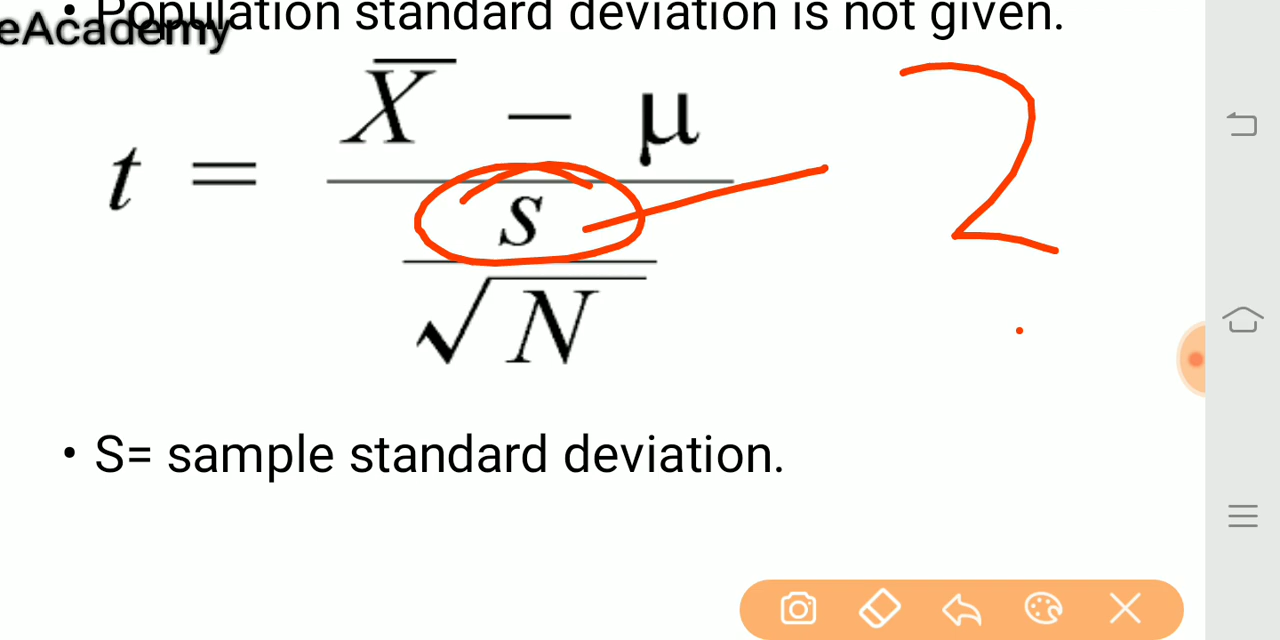 • Population standard deviation is not given.
eAcademy
t = (X̄ − μ) / (s / √N)
2
• S= sample standard deviation.